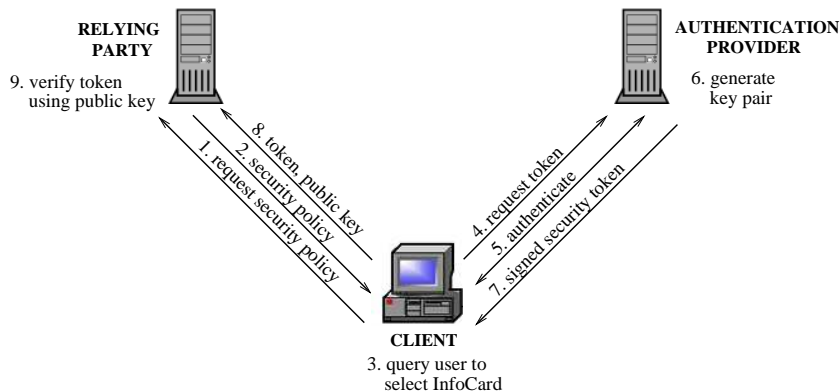 RELYING
PARTY
AUTHENTICATION
PROVIDER
9. verify token
using public key
6. generate
key pair
8. token, public key
2. security policy
1. request security policy
4. request token
5. authenticate
7. signed security token
CLIENT
3. query user to
select InfoCard